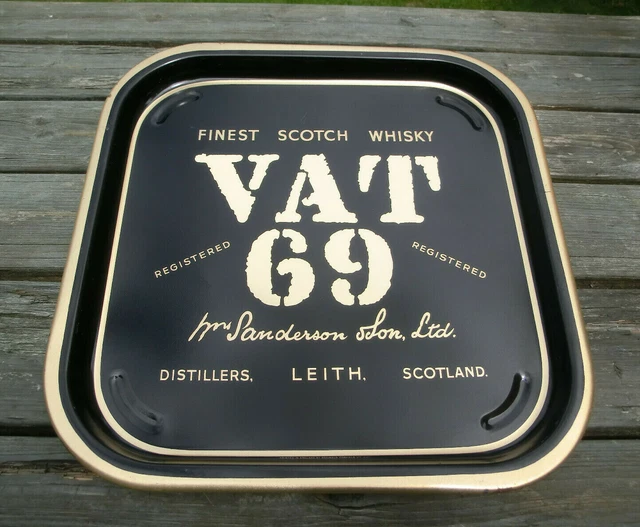 FINEST SCOTCH WHISKY
VAT
69
REGISTERED REGISTERED
Wm Sanderson & Son, Ltd.
DISTILLERS, LEITH, SCOTLAND.